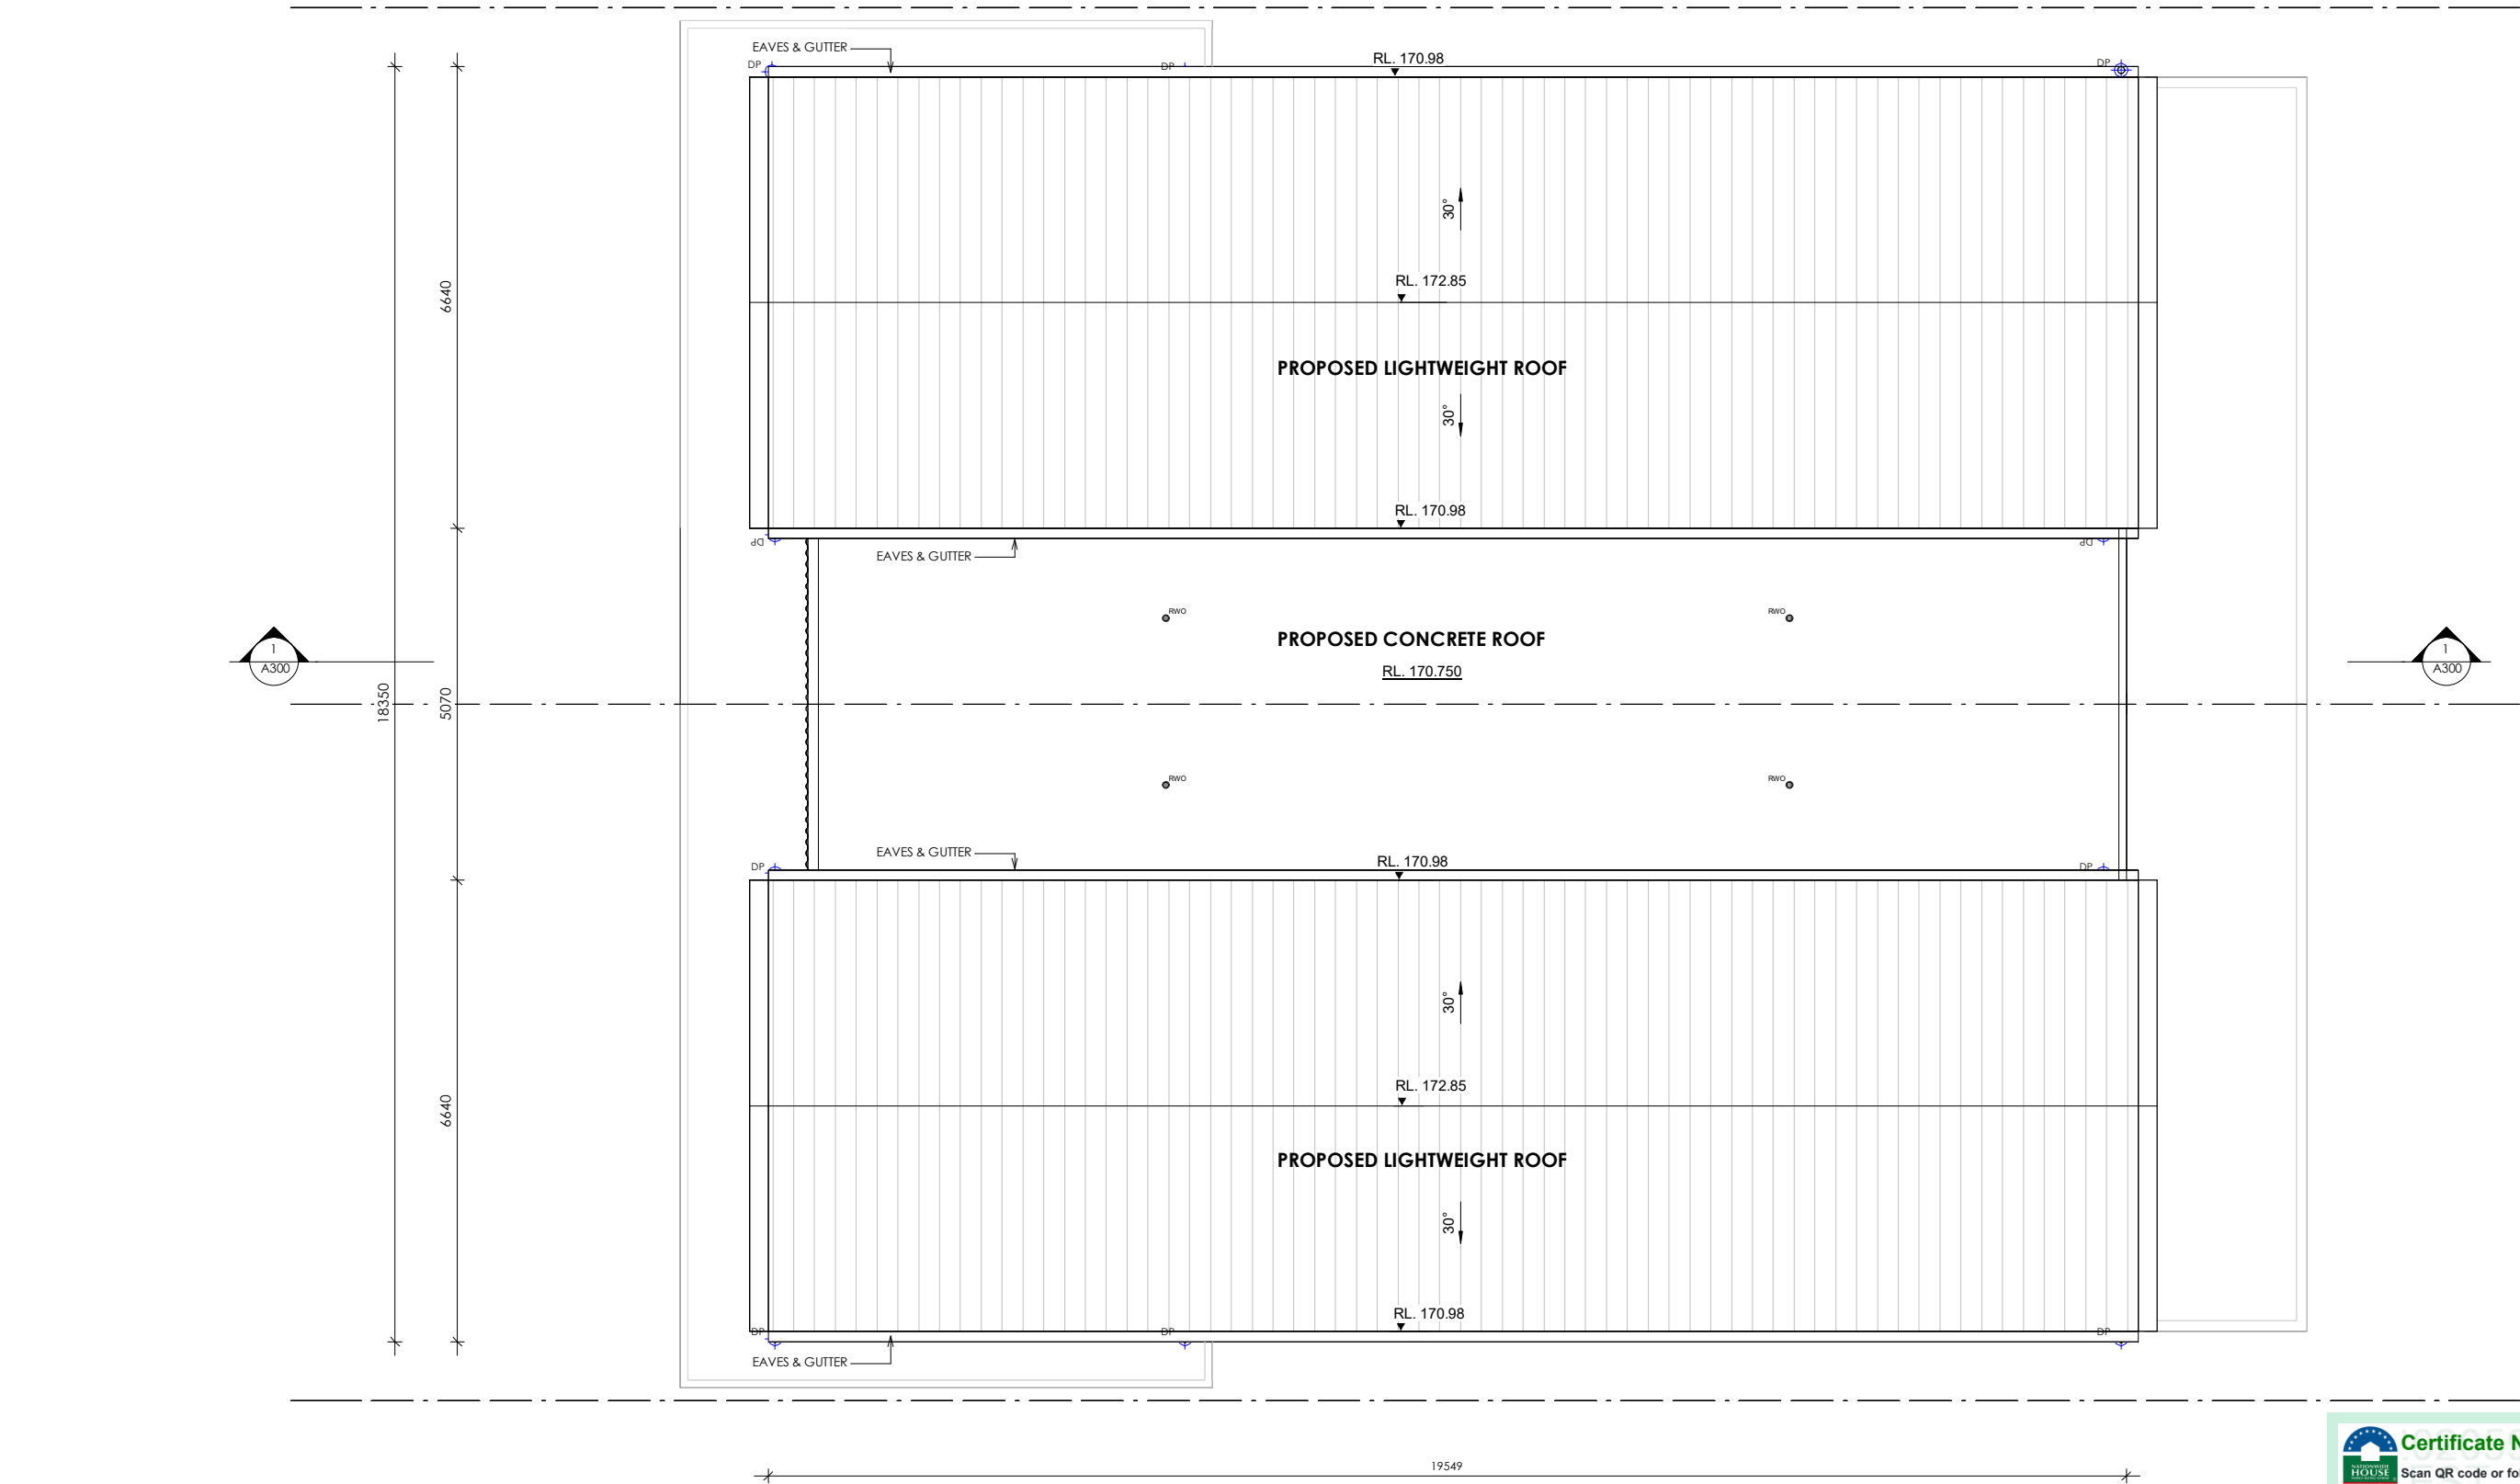 EAVES & GUTTER
DP
DP
RL. 170.98
DP
30°
6640
RL. 172.85
PROPOSED LIGHTWEIGHT ROOF
30°
RL. 170.98
DP
EAVES & GUTTER
DP
RWO
RWO
PROPOSED CONCRETE ROOF
RL. 170.750
1
A300
1
A300
18350
5070
RWO
RWO
EAVES & GUTTER
DP
RL. 170.98
DP
30°
RL. 172.85
6640
PROPOSED LIGHTWEIGHT ROOF
30°
RL. 170.98
DP
DP
DP
EAVES & GUTTER
19549
Certificate N
NATIONWIDE
HOUSE
Scan QR code or fo